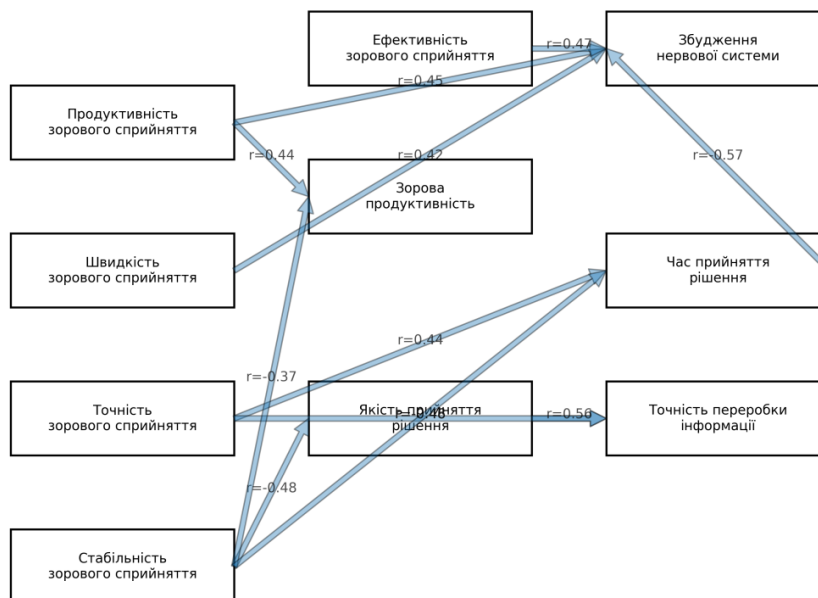 Ефективність
зорового сприйняття
r=0.47
Збудження
нервової системи
r=0.45
Продуктивність
зорового сприйняття
r=0.44
r=0.42
r=-0.57
Зорова
продуктивність
Швидкість
зорового сприйняття
Час прийняття
рішення
r=0.44
r=-0.37
Точність
зорового сприйняття
Якість прийняття
рішення
r=0.56
Точність переробки
інформації
r=-0.48
Стабільність
зорового сприйняття